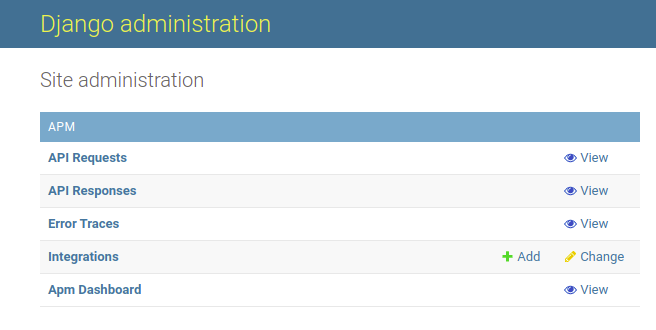 Django administration
Site administration
APM
API Requests View
API Responses View
Error Traces View
Integrations Add Change
Apm Dashboard View